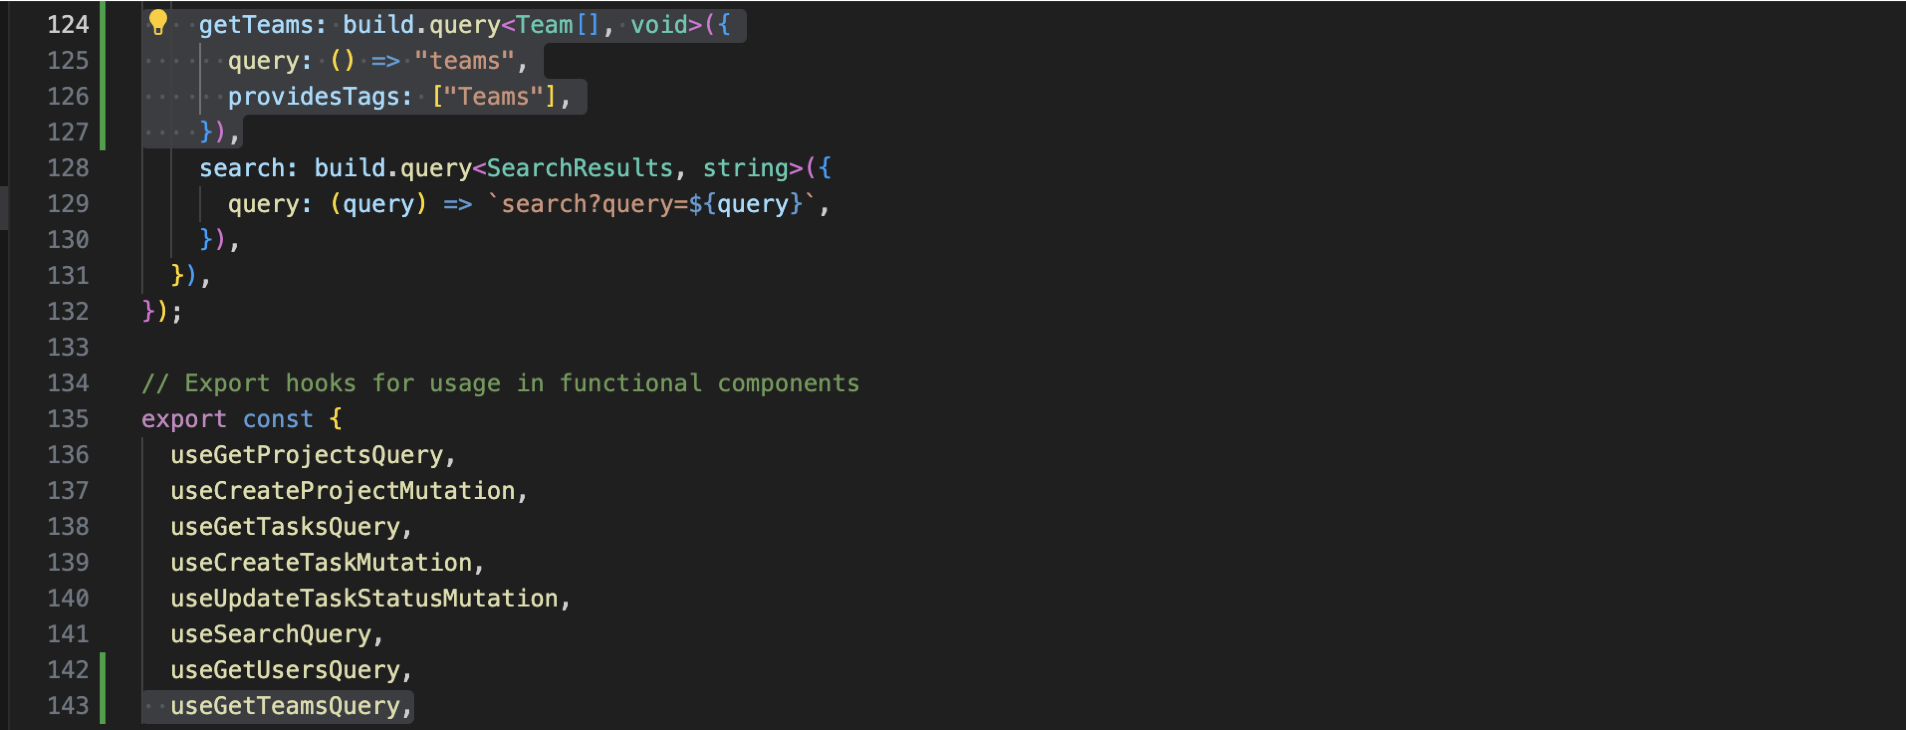 124 getTeams: build.query<Team[], void>({
125 query: () => "teams",
126 providesTags: ["Teams"],
127 }),
128 search: build.query<SearchResults, string>({
129 query: (query) => `search?query=${query}`,
130 }),
131 }),
132 });
133
134 // Export hooks for usage in functional components
135 export const {
136 useGetProjectsQuery,
137 useCreateProjectMutation,
138 useGetTasksQuery,
139 useCreateTaskMutation,
140 useUpdateTaskStatusMutation,
141 useSearchQuery,
142 useGetUsersQuery,
143 useGetTeamsQuery,